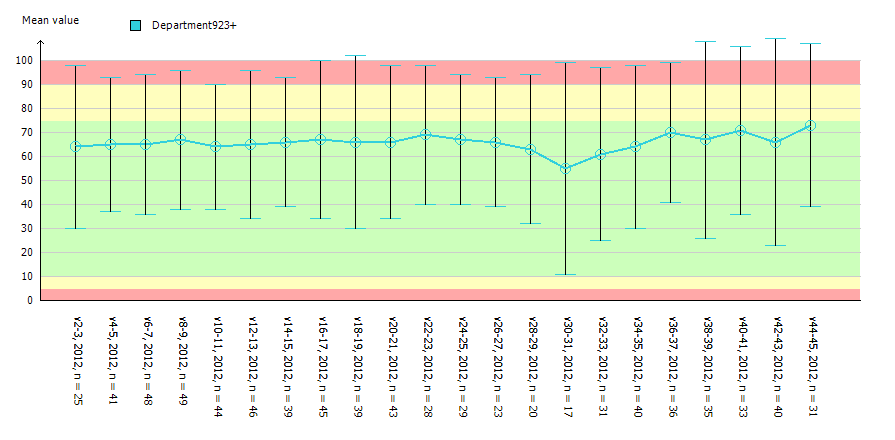 Mean value
Department923+
100
90
80
70
60
50
40
30
20
10
0
v2-3, 2012, n = 25
v4-5, 2012, n = 41
v6-7, 2012, n = 48
v8-9, 2012, n = 49
v10-11, 2012, n = 44
v12-13, 2012, n = 46
v14-15, 2012, n = 39
v16-17, 2012, n = 45
v18-19, 2012, n = 39
v20-21, 2012, n = 43
v22-23, 2012, n = 28
v24-25, 2012, n = 29
v26-27, 2012, n = 23
v28-29, 2012, n = 20
v30-31, 2012, n = 17
v32-33, 2012, n = 31
v34-35, 2012, n = 40
v36-37, 2012, n = 36
v38-39, 2012, n = 35
v40-41, 2012, n = 33
v42-43, 2012, n = 40
v44-45, 2012, n = 31